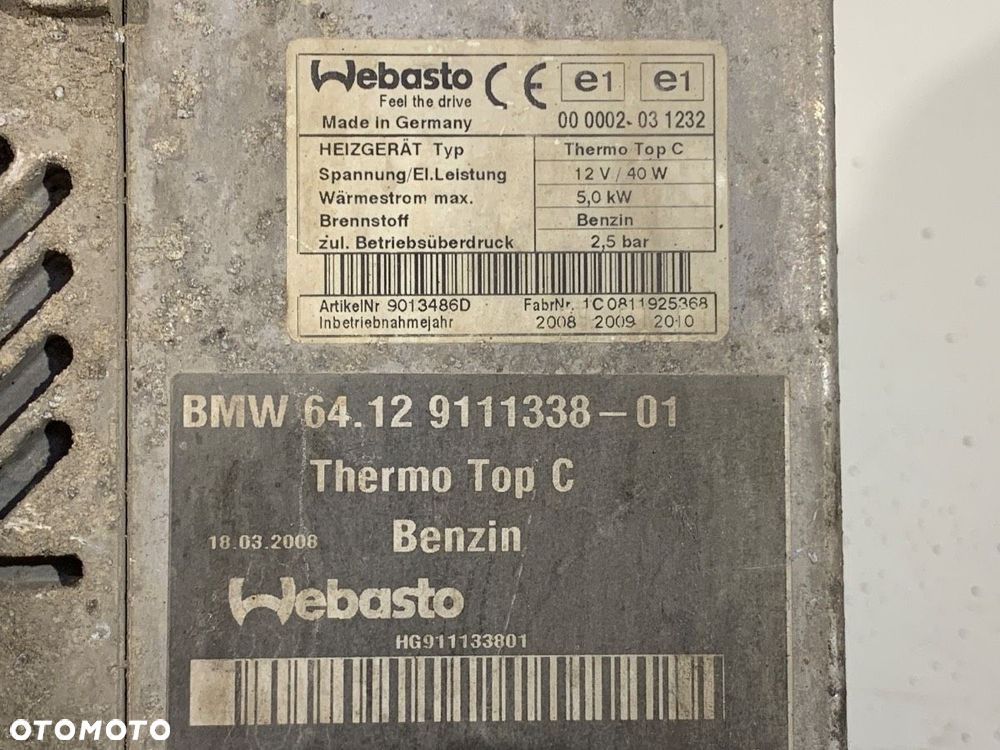 Webasto CE e1 e1
Feel the drive
Made in Germany 00 0002- 03 1232
HEIZGERÄT Typ Thermo Top C
Spannung/El.Leistung 12 V / 40 W
Wärmestrom max. 5,0 kW
Brennstoff Benzin
zul. Betriebsüberdruck 2,5 bar
ArtikelNr 9013486D FabrNr. 1C0811925368
Inbetriebnahmejahr 2008 2009 2010
BMW 64.12 9111338-01
Thermo Top C
18.03.2008 Benzin
Webasto
HG911133801
OTOMOTO